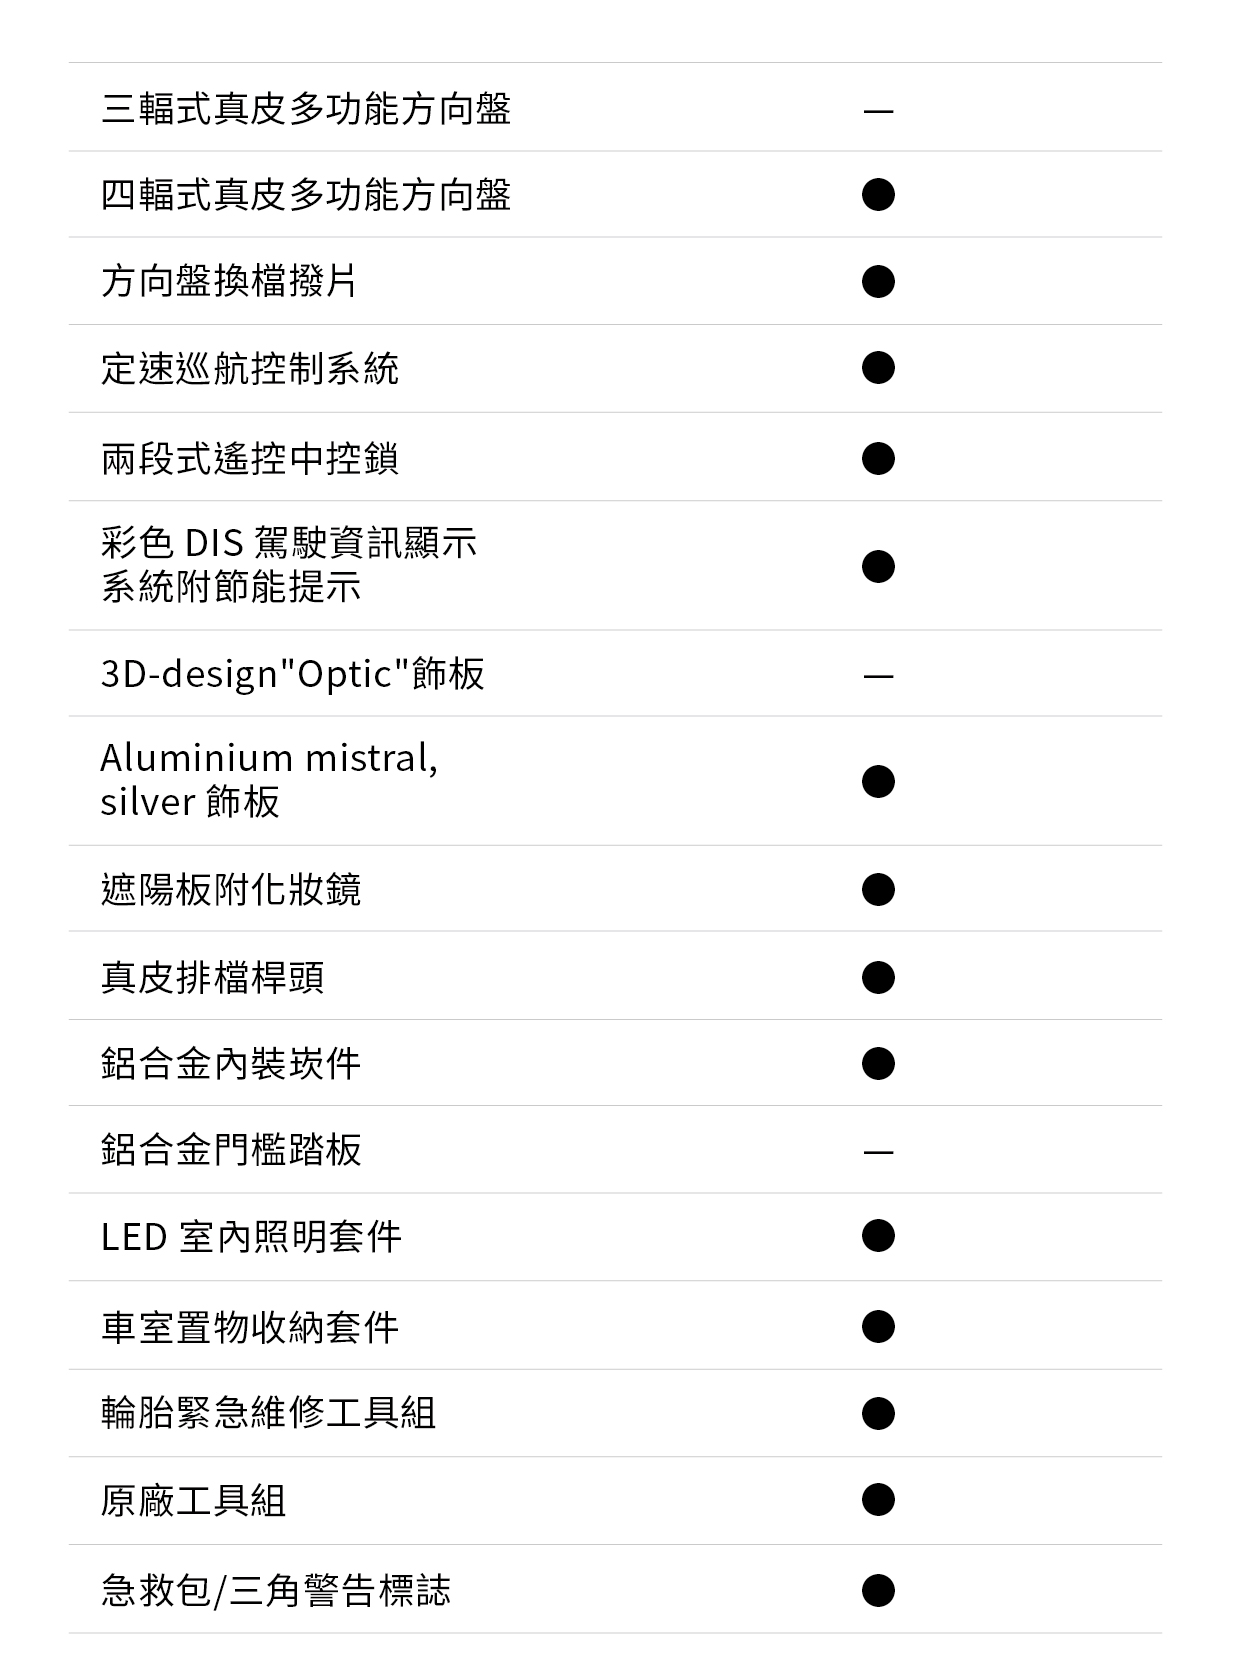 三輻式真皮多功能方向盤 —
四輻式真皮多功能方向盤 ●
方向盤換檔撥片 ●
定速巡航控制系統 ●
兩段式遙控中控鎖 ●
彩色 DIS 駕駛資訊顯示
系統附節能提示 ●
3D-design"Optic"飾板 —
Aluminium mistral,
silver 飾板 ●
遮陽板附化妝鏡 ●
真皮排檔桿頭 ●
鋁合金內裝崁件 ●
鋁合金門檻踏板 —
LED 室內照明套件 ●
車室置物收納套件 ●
輪胎緊急維修工具組 ●
原廠工具組 ●
急救包/三角警告標誌 ●